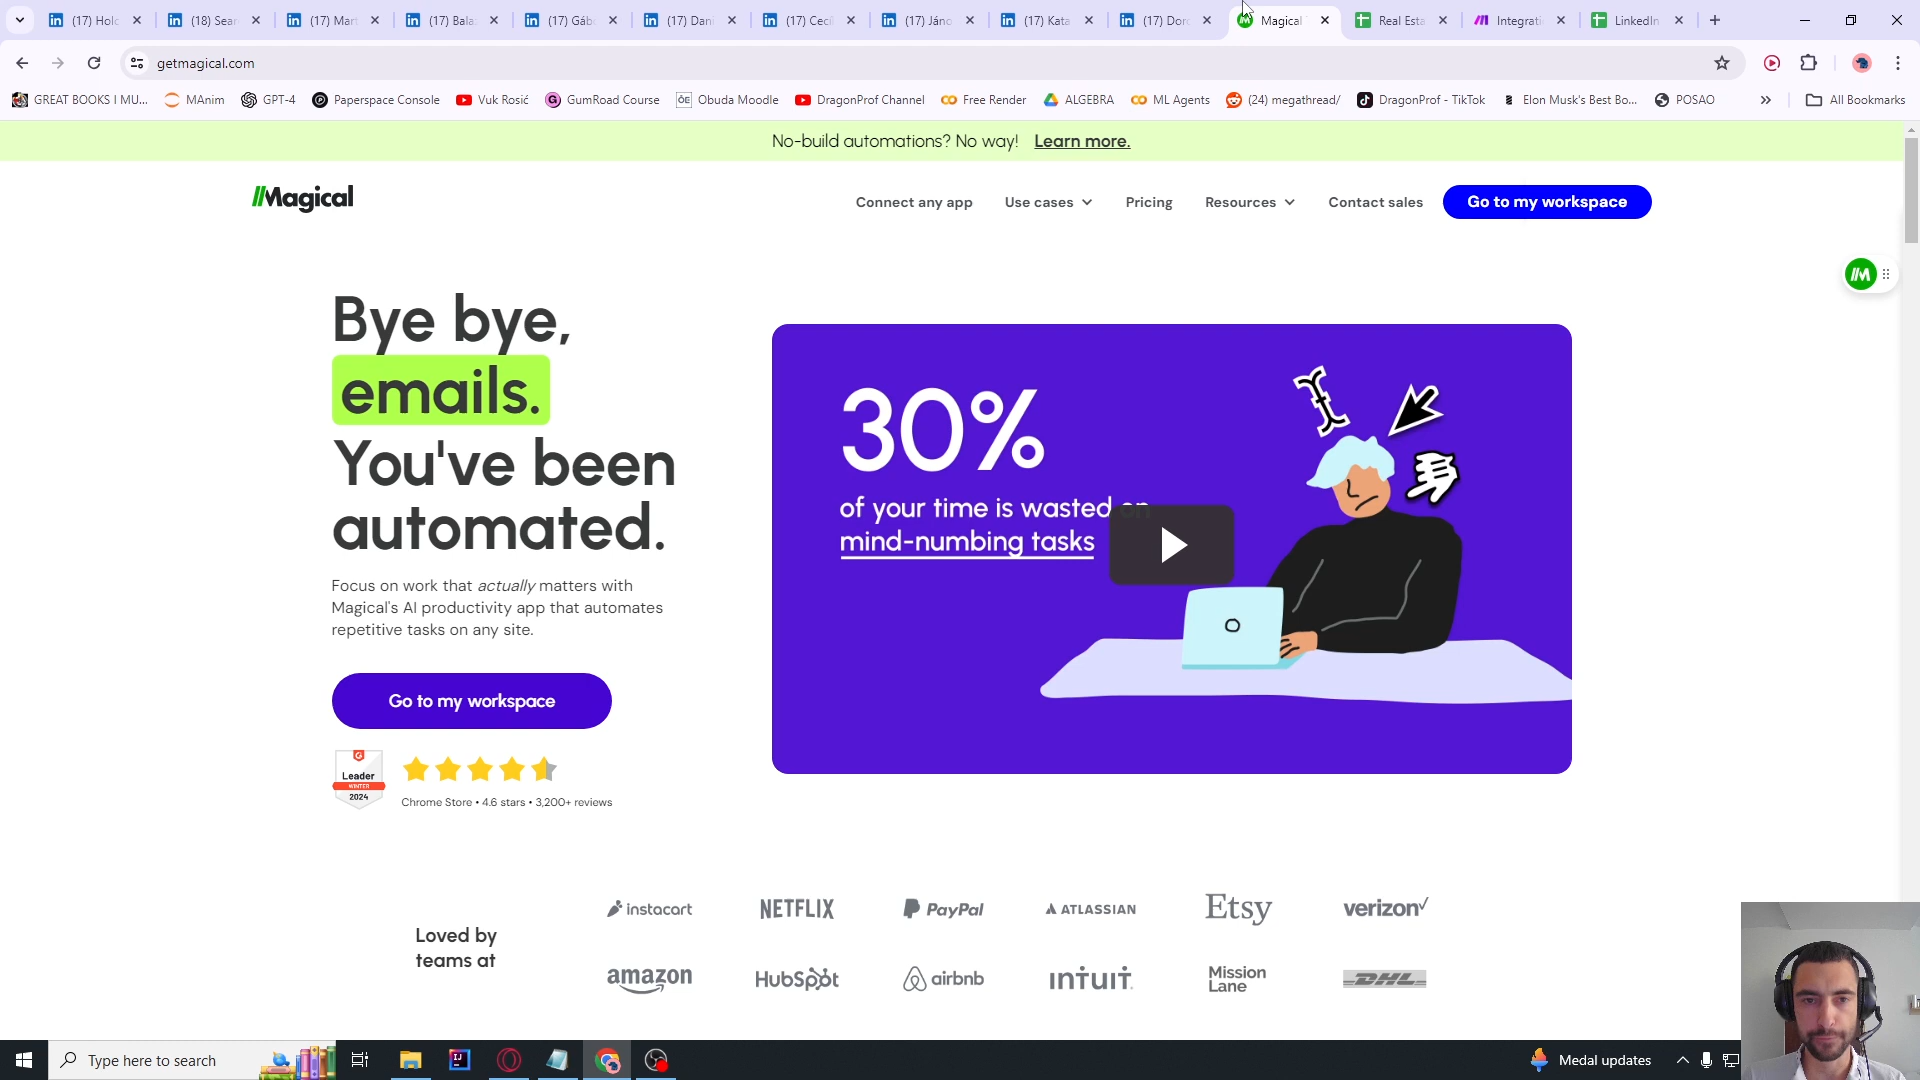 (17) Holc
(18) Sear
(17) Mart
(17) Bala
(17) Gábo
(17) Dani
(17) Cecíl
(17) Jáno
(17) Kata
(17) Doro
Magical
Real Esta
Integrati
LinkedIn
getmagical.com
GREAT BOOKS I MU...
MAnim
GPT-4
Paperspace Console
Vuk Rosić
GumRoad Course
Obuda Moodle
DragonProf Channel
Free Render
ALGEBRA
ML Agents
(24) megathread/
DragonProf - TikTok
Elon Musk's Best Bo...
POSAO
All Bookmarks
No-build automations? No way! Learn more.
Magical
Connect any app
Use cases
Pricing
Resources
Contact sales
Go to my workspace
Bye bye,
emails.
You've been
automated.
Focus on work that actually matters with
Magical's AI productivity app that automates
repetitive tasks on any site.
Go to my workspace
Leader
WINTER
2024
Chrome Store • 4.6 stars • 3,200+ reviews
30%
of your time is wasted on
mind-numbing tasks
Loved by
teams at
instacart
NETFLIX
PayPal
ATLASSIAN
Etsy
verizon
amazon
HubSpot
airbnb
INTUIT
Mission
Lane
DHL
Type here to search
Medal updates